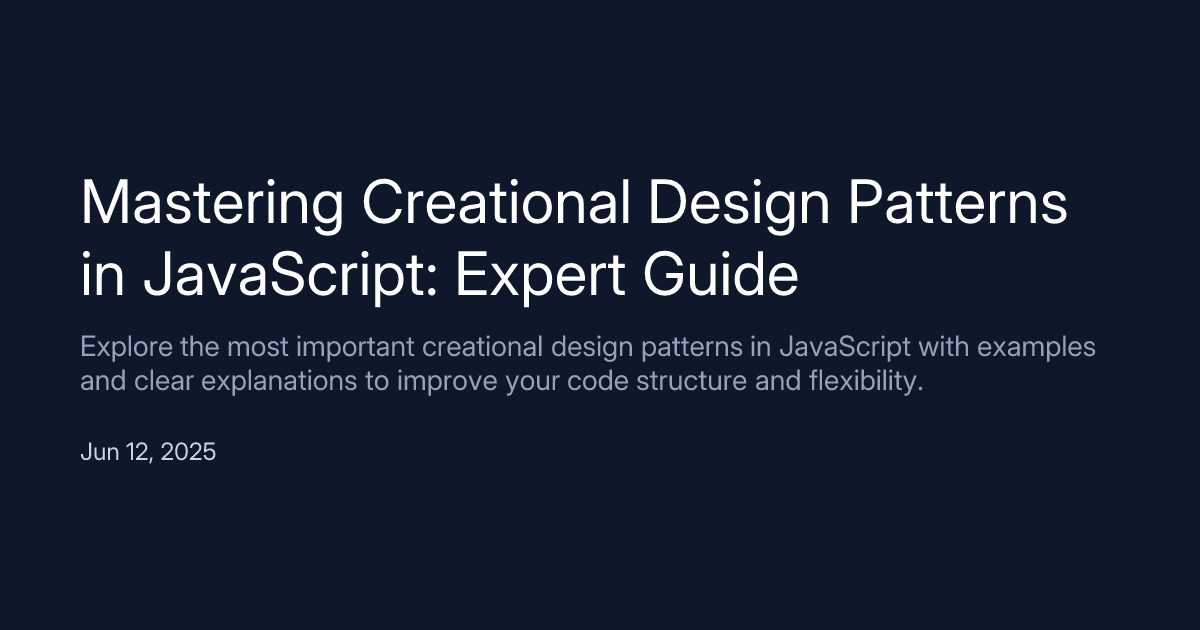 Mastering Creational Design Patterns
in JavaScript: Expert Guide
Explore the most important creational design patterns in JavaScript with examples
and clear explanations to improve your code structure and flexibility.
Jun 12, 2025